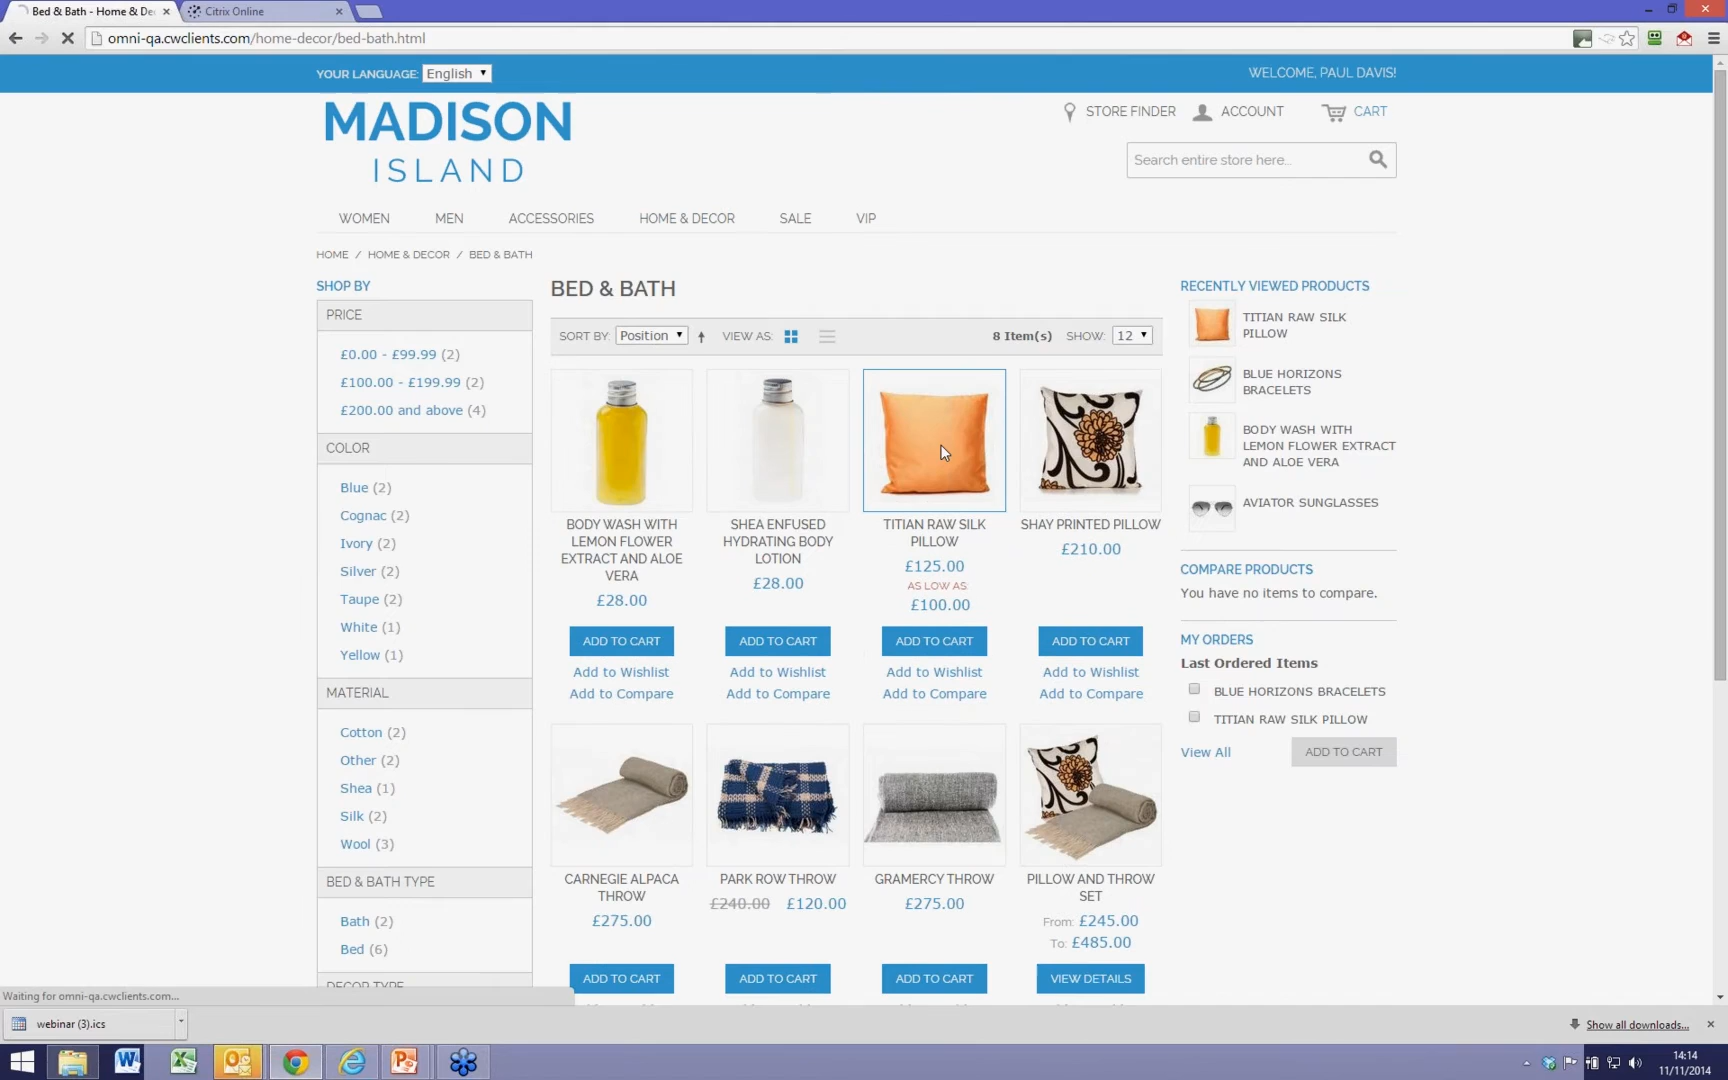 Bed & Bath - Home & De
Citrix Online
omni-qa.cwclients.com/home-decor/bed-bath.html
YOUR LANGUAGE: English
WELCOME, PAUL DAVIS!
MADISON
ISLAND
STORE FINDER
ACCOUNT
CART
Search entire store here...
WOMEN
MEN
ACCESSORIES
HOME & DECOR
SALE
VIP
HOME / HOME & DECOR / BED & BATH
SHOP BY
PRICE
£0.00 - £99.99 (2)
£100.00 - £199.99 (2)
£200.00 and above (4)
COLOR
Blue (2)
Cognac (2)
Ivory (2)
Silver (2)
Taupe (2)
White (1)
Yellow (1)
MATERIAL
Cotton (2)
Other (2)
Shea (1)
Silk (2)
Wool (3)
BED & BATH TYPE
Bath (2)
Bed (6)
DECOR TYPE
BED & BATH
SORT BY: Position
VIEW AS:
8 Item(s)
SHOW: 12
BODY WASH WITH
LEMON FLOWER
EXTRACT AND ALOE
VERA
£28.00
ADD TO CART
Add to Wishlist
Add to Compare
SHEA ENFUSED
HYDRATING BODY
LOTION
£28.00
ADD TO CART
Add to Wishlist
Add to Compare
TITIAN RAW SILK
PILLOW
£125.00
AS LOW AS:
£100.00
ADD TO CART
Add to Wishlist
Add to Compare
SHAY PRINTED PILLOW
£210.00
ADD TO CART
Add to Wishlist
Add to Compare
CARNEGIE ALPACA
THROW
£275.00
ADD TO CART
PARK ROW THROW
£240.00 £120.00
ADD TO CART
GRAMERCY THROW
£275.00
ADD TO CART
PILLOW AND THROW
SET
From: £245.00
To: £485.00
VIEW DETAILS
RECENTLY VIEWED PRODUCTS
TITIAN RAW SILK
PILLOW
BLUE HORIZONS
BRACELETS
BODY WASH WITH
LEMON FLOWER EXTRACT
AND ALOE VERA
AVIATOR SUNGLASSES
COMPARE PRODUCTS
You have no items to compare.
MY ORDERS
Last Ordered Items
BLUE HORIZONS BRACELETS
TITIAN RAW SILK PILLOW
View All
ADD TO CART
Waiting for omni-qa.cwclients.com...
webinar (3).ics
Show all downloads...
14:14
11/11/2014